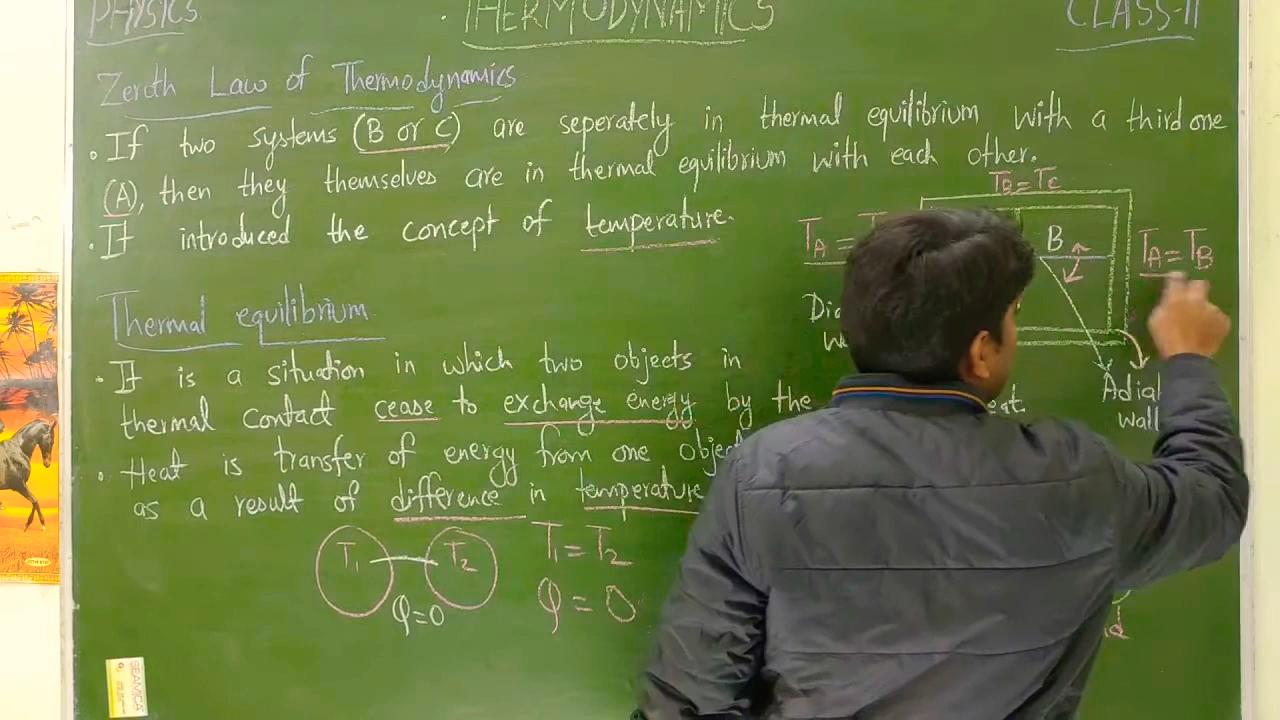 PHYSICS
THERMODYNAMICS
CLASS-11
Zeroth Law of Thermodynamics
• If two systems (B or C) are seperately in thermal equilibrium with a third one
(A), then they themselves are in thermal equilibrium with each other.
• It introduced the concept of temperature.
TB = TC
TA =
B
TA = TB
Adia
wall
Thermal equilibrium
• It is a situation in which two objects in
thermal contact cease to exchange energy by the
• Heat is transfer of energy from one
as a result of difference in temperature
T1
T2
φ=0
T1 = T2
φ = 0
SEAMICA